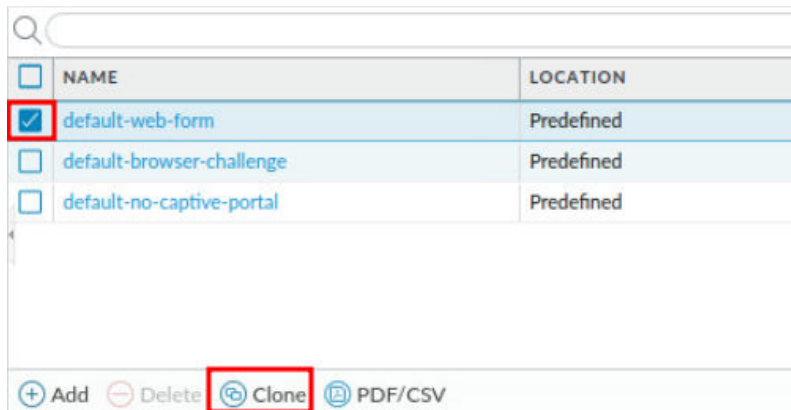 NAME LOCATION
default-web-form Predefined
default-browser-challenge Predefined
default-no-captive-portal Predefined
Add Delete Clone PDF/CSV